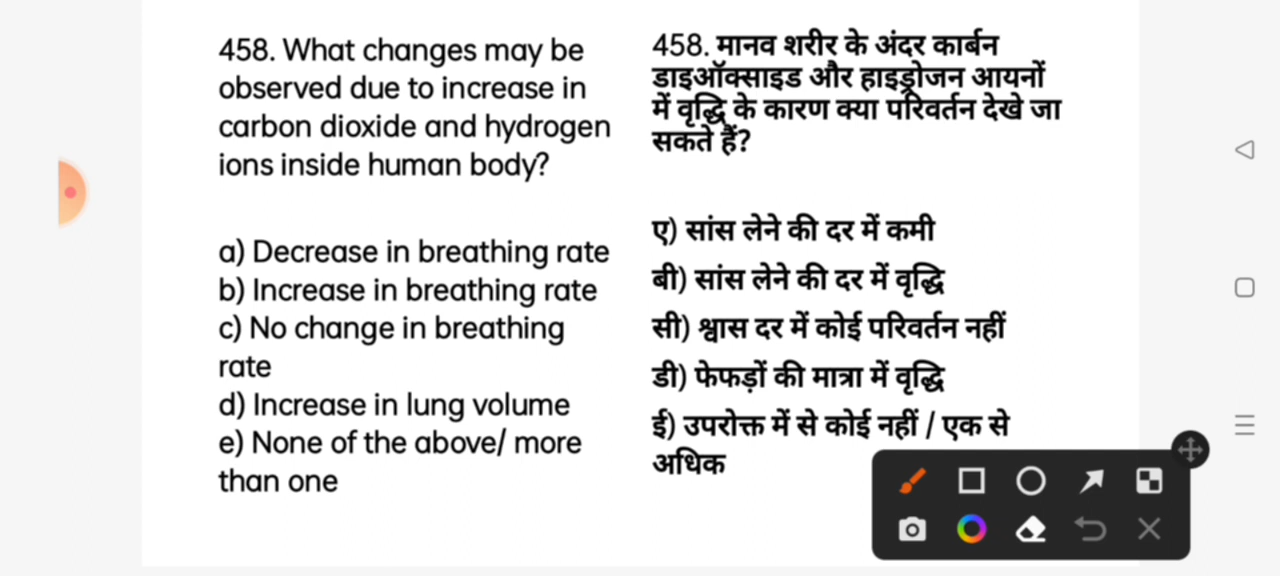 458. What changes may be
observed due to increase in
carbon dioxide and hydrogen
ions inside human body?
a) Decrease in breathing rate
b) Increase in breathing rate
c) No change in breathing
rate
d) Increase in lung volume
e) None of the above/ more
than one
458. मानव शरीर के अंदर कार्बन
डाइऑक्साइड और हाइड्रोजन आयनों
में वृद्धि के कारण क्या परिवर्तन देखे जा
सकते हैं?
ए) सांस लेने की दर में कमी
बी) सांस लेने की दर में वृद्धि
सी) श्वास दर में कोई परिवर्तन नहीं
डी) फेफड़ों की मात्रा में वृद्धि
ई) उपरोक्त में से कोई नहीं / एक से
अधिक